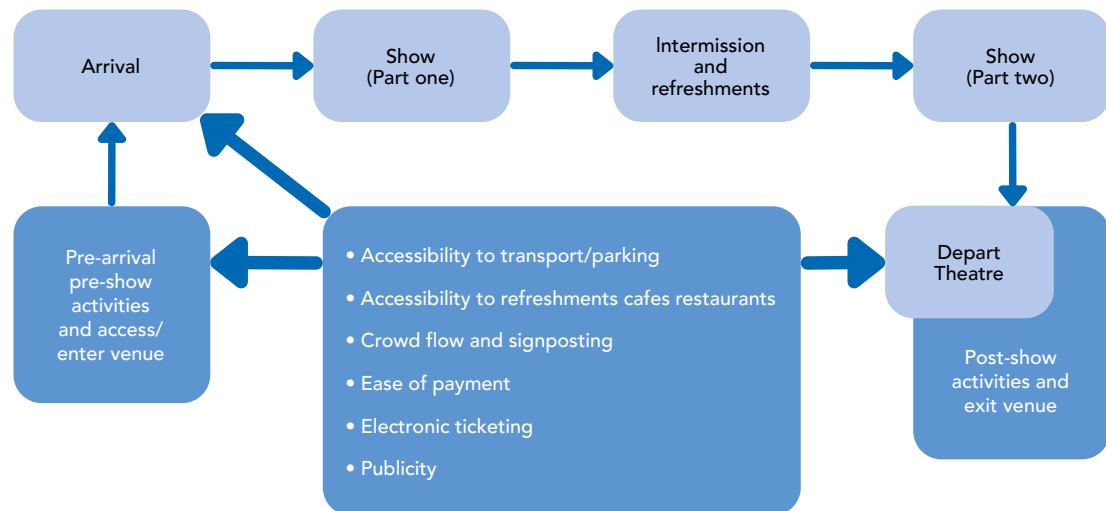 Arrival
Show
(Part one)
Intermission
and
refreshments
Show
(Part two)
Pre-arrival
pre-show
activities
and access/
enter venue
• Accessibility to transport/parking
• Accessibility to refreshments cafes restaurants
• Crowd flow and signposting
• Ease of payment
• Electronic ticketing
• Publicity
Depart
Theatre
Post-show
activities and
exit venue